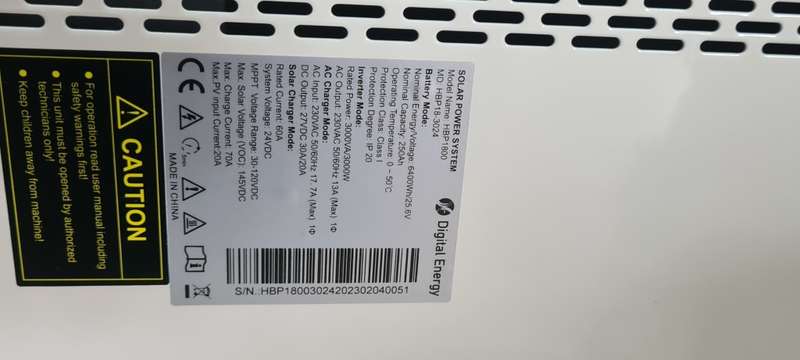 SOLAR POWER SYSTEM
Digital Energy
Model Name: HBP1800
MD: HBP18-3024
Battery Mode:
Nominal Energy/Voltage: 6400Wh/25.6V
Nominal Capacity: 250Ah
Operating Temperature: 0 ~ 50°C
Protection Class: Class I
Protection Degree: IP 20
Inverter Mode:
Rated Power: 3000VA/3000W
AC Output: 230VAC 50/60Hz 13A (Max) 1Φ
AC Charger Mode:
AC Input: 230VAC 50/60Hz 17.7A (Max) 1Φ
DC Output: 27VDC 30A/20A
Solar Charger Mode:
Rated Current: 60A
System Voltage: 24VDC
MPPT Voltage Range: 30-120VDC
Max. Solar Voltage (VOC): 145VDC
Max. Charge Current: 70A
Max.PV input Current:20A
CE
MADE IN CHINA
S/N.:HBP18003024202302040051
CAUTION
For operation read user manual including
safety warnings first!
This unit must be opened by authorized
technicians only!
Keep children away from machine!